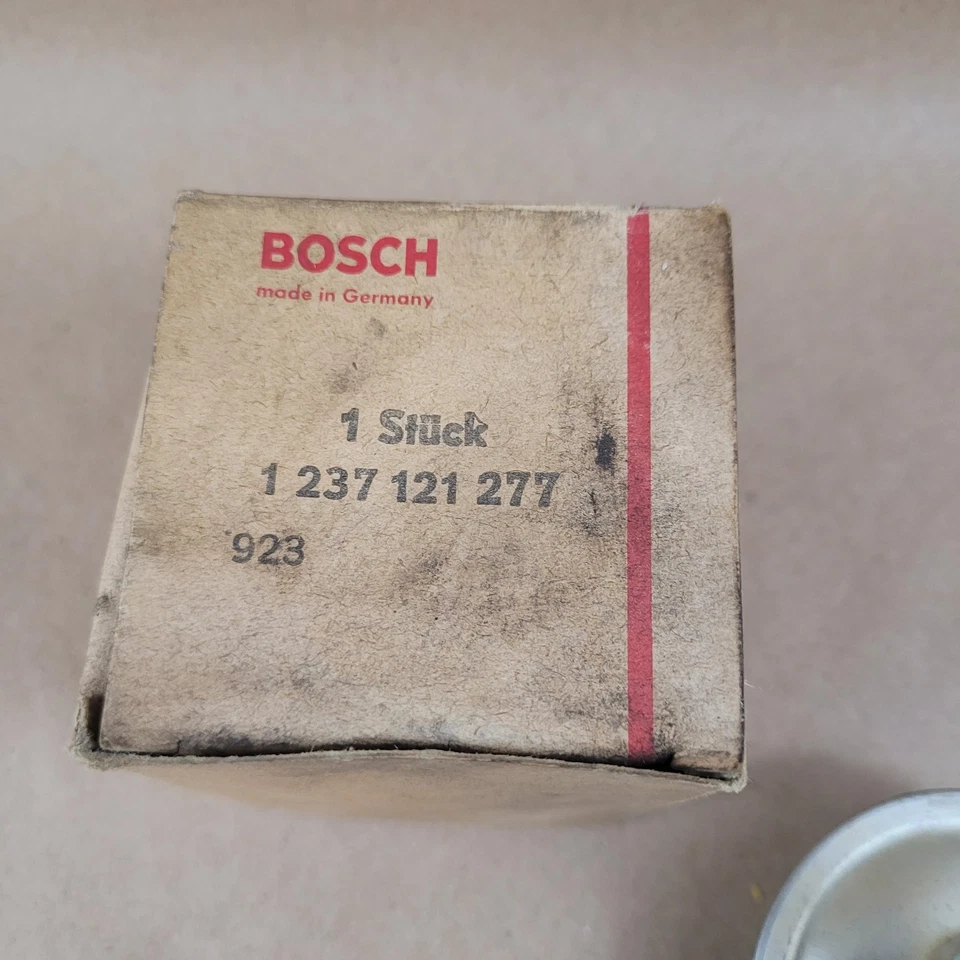 BOSCH
made in Germany
1 Stück
1 237 121 277
923